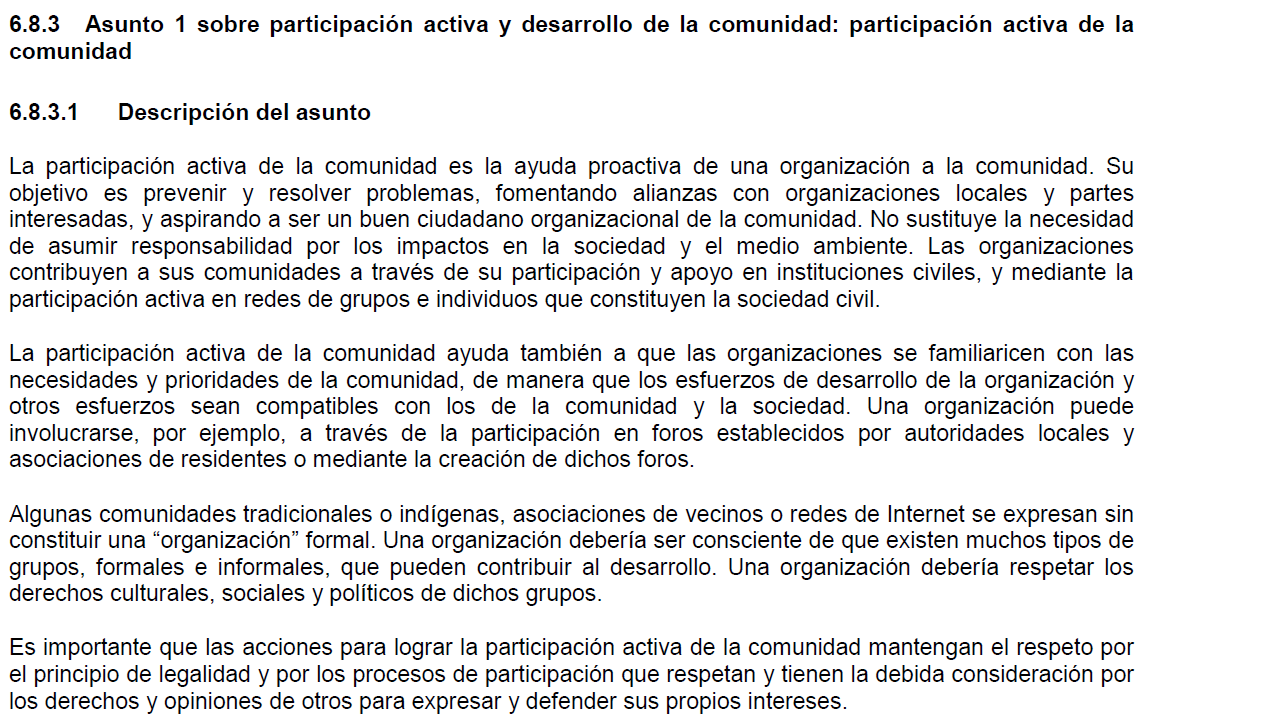 6.8.3 Asunto 1 sobre participación activa y desarrollo de la comunidad: participación activa de la
comunidad
6.8.3.1 Descripción del asunto
La participación activa de la comunidad es la ayuda proactiva de una organización a la comunidad. Su
objetivo es prevenir y resolver problemas, fomentando alianzas con organizaciones locales y partes
interesadas, y aspirando a ser un buen ciudadano organizacional de la comunidad. No sustituye la necesidad
de asumir responsabilidad por los impactos en la sociedad y el medio ambiente. Las organizaciones
contribuyen a sus comunidades a través de su participación y apoyo en instituciones civiles, y mediante la
participación activa en redes de grupos e individuos que constituyen la sociedad civil.
La participación activa de la comunidad ayuda también a que las organizaciones se familiaricen con las
necesidades y prioridades de la comunidad, de manera que los esfuerzos de desarrollo de la organización y
otros esfuerzos sean compatibles con los de la comunidad y la sociedad. Una organización puede
involucrarse, por ejemplo, a través de la participación en foros establecidos por autoridades locales y
asociaciones de residentes o mediante la creación de dichos foros.
Algunas comunidades tradicionales o indígenas, asociaciones de vecinos o redes de Internet se expresan sin
constituir una “organización” formal. Una organización debería ser consciente de que existen muchos tipos de
grupos, formales e informales, que pueden contribuir al desarrollo. Una organización debería respetar los
derechos culturales, sociales y políticos de dichos grupos.
Es importante que las acciones para lograr la participación activa de la comunidad mantengan el respeto por
el principio de legalidad y por los procesos de participación que respetan y tienen la debida consideración por
los derechos y opiniones de otros para expresar y defender sus propios intereses.